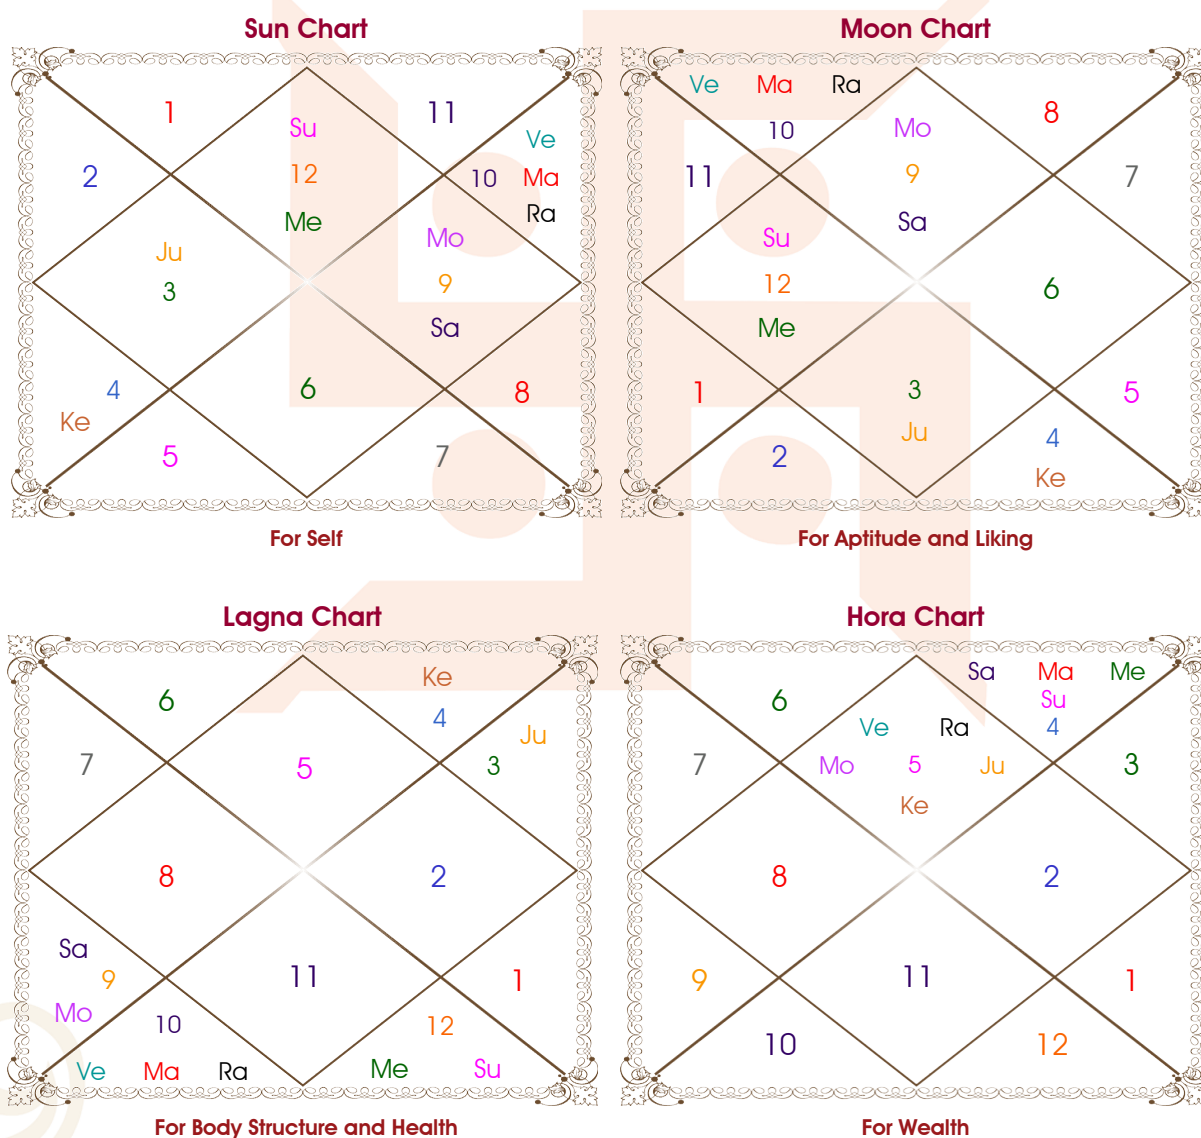 Sun Chart
1
11
Su
Ve
2
12
10
Ma
Me
Ra
Ju
Mo
3
9
Sa
4
6
8
Ke
5
7
For Self
Moon Chart
Ve Ma Ra
10
Mo
8
11
9
7
Su
Sa
12
6
Me
1
3
5
Ju
4
2
Ke
For Aptitude and Liking
Lagna Chart
6
Ke
4
Ju
7
5
3
8
2
Sa
9
11
1
Mo
10
12
Ve Ma Ra
Me Su
For Body Structure and Health
Hora Chart
Sa Ma Me
6
Su
Ve Ra
4
7
Mo 5 Ju
3
Ke
8
2
9
11
1
10
12
For Wealth